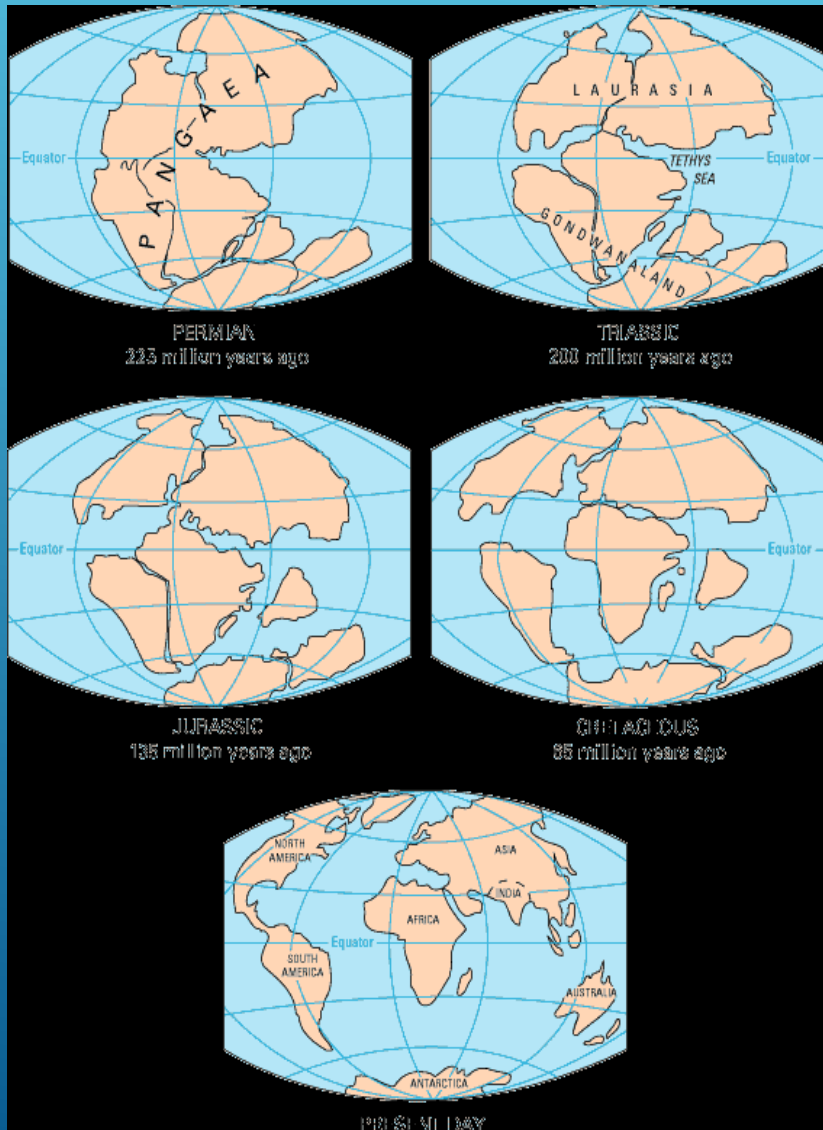 PANGAEA
Equator
PERMIAN
225 million years ago
LAURASIA
TETHYS
SEA
Equator
GONDWANALAND
TRIASSIC
200 million years ago
Equator
JURASSIC
135 million years ago
Equator
CRETACEOUS
65 million years ago
NORTH
AMERICA
ASIA
INDIA
AFRICA
Equator
SOUTH
AMERICA
AUSTRALIA
ANTARCTICA
PRESENT DAY